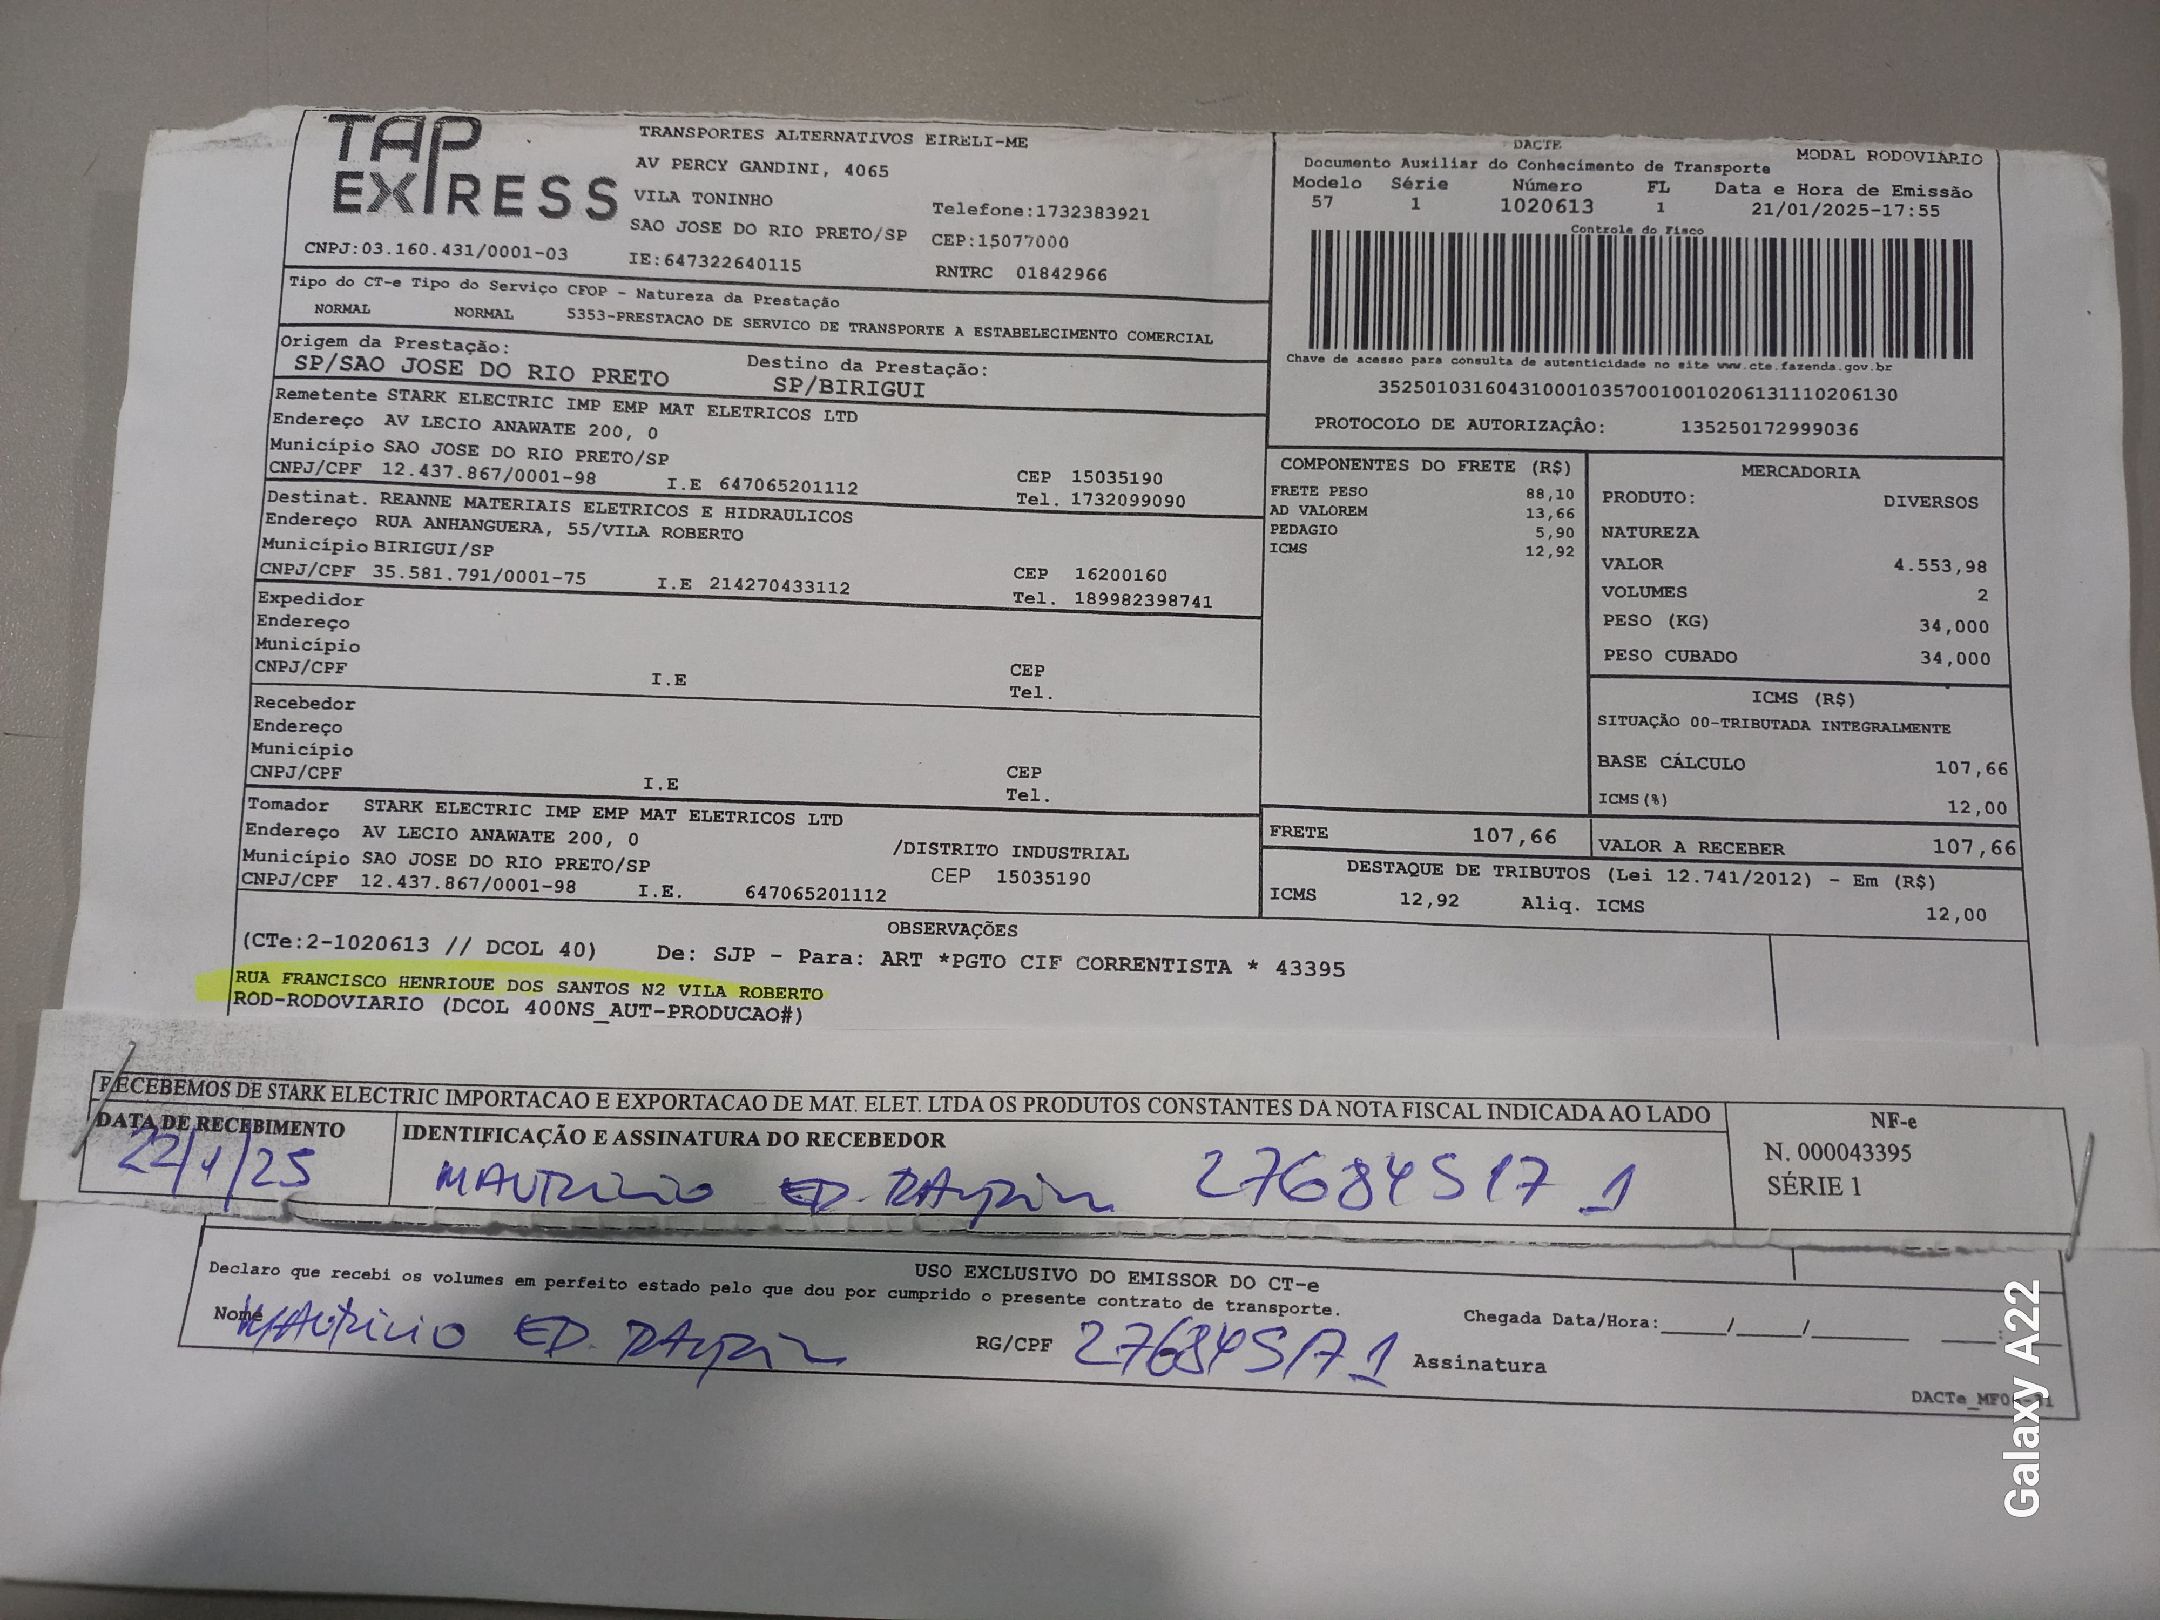 TAP EXPRESS
TRANSPORTES ALTERNATIVOS EIRELI-ME
AV PERCY GANDINI, 4065
VILA TONINHO
Telefone:1732383921
SAO JOSE DO RIO PRETO/SP CEP:15077000
CNPJ:03.160.431/0001-03 IE:647322640115 RNTRC 01842966
DACTE
Documento Auxiliar do Conhecimento de Transporte MODAL RODOVIARIO
Modelo Série Número FL Data e Hora de Emissão
57 1 1020613 1 21/01/2025-17:55
Controle do Fisco
Chave de acesso para consulta de autenticidade no site www.cte.fazenda.gov.br
35250103160431000103570010010206131110206130
PROTOCOLO DE AUTORIZAÇÂO: 135250172999036
Tipo do CT-e Tipo do Serviço CFOP - Natureza da Prestação
NORMAL NORMAL 5353-PRESTACAO DE SERVICO DE TRANSPORTE A ESTABELECIMENTO COMERCIAL
Origem da Prestação: Destino da Prestação:
SP/SAO JOSE DO RIO PRETO SP/BIRIGUI
Remetente STARK ELECTRIC IMP EMP MAT ELETRICOS LTD
Endereço AV LECIO ANAWATE 200, 0
Município SAO JOSE DO RIO PRETO/SP CEP 15035190
CNPJ/CPF 12.437.867/0001-98 I.E 647065201112 Tel. 1732099090
Destinat. REANNE MATERIAIS ELETRICOS E HIDRAULICOS
Endereço RUA ANHANGUERA, 55/VILA ROBERTO
Município BIRIGUI/SP CEP 16200160
CNPJ/CPF 35.581.791/0001-75 I.E 214270433112 Tel. 189982398741
Expedidor
Endereço
Município CEP
CNPJ/CPF I.E Tel.
Recebedor
Endereço
Município CEP
CNPJ/CPF I.E Tel.
Tomador STARK ELECTRIC IMP EMP MAT ELETRICOS LTD
Endereço AV LECIO ANAWATE 200, 0 /DISTRITO INDUSTRIAL
Município SAO JOSE DO RIO PRETO/SP CEP 15035190
CNPJ/CPF 12.437.867/0001-98 I.E. 647065201112
COMPONENTES DO FRETE (R$)
FRETE PESO 88,10
AD VALOREM 13,66
PEDAGIO 5,90
ICMS 12,92
MERCADORIA
PRODUTO: DIVERSOS
NATUREZA
VALOR 4.553,98
VOLUMES 2
PESO (KG) 34,000
PESO CUBADO 34,000
ICMS (R$)
SITUAÇÃO 00-TRIBUTADA INTEGRALMENTE
BASE CÁLCULO 107,66
ICMS(%) 12,00
FRETE 107,66 VALOR A RECEBER 107,66
DESTAQUE DE TRIBUTOS (Lei 12.741/2012) - Em (R$)
ICMS 12,92 Aliq. ICMS 12,00
OBSERVAÇÕES
(CTe:2-1020613 // DCOL 40) De: SJP - Para: ART *PGTO CIF CORRENTISTA * 43395
RUA FRANCISCO HENRIQUE DOS SANTOS N2 VILA ROBERTO
ROD-RODOVIARIO (DCOL 400NS_AUT-PRODUCAO#)
RECEBEMOS DE STARK ELECTRIC IMPORTACAO E EXPORTACAO DE MAT. ELET. LTDA OS PRODUTOS CONSTANTES DA NOTA FISCAL INDICADA AO LADO
DATA DE RECEBIMENTO IDENTIFICAÇÃO E ASSINATURA DO RECEBEDOR
22/1/25 MAURICIO ED. 27684517_1
NF-e
N. 000043395
SÉRIE 1
USO EXCLUSIVO DO EMISSOR DO CT-e
Declaro que recebi os volumes em perfeito estado pelo que dou por cumprido o presente contrato de transporte.
Nome MAURICIO ED. RG/CPF 27684517_1 Assinatura
Chegada Data/Hora:_____/_____/________ ____:____
Galaxy A22